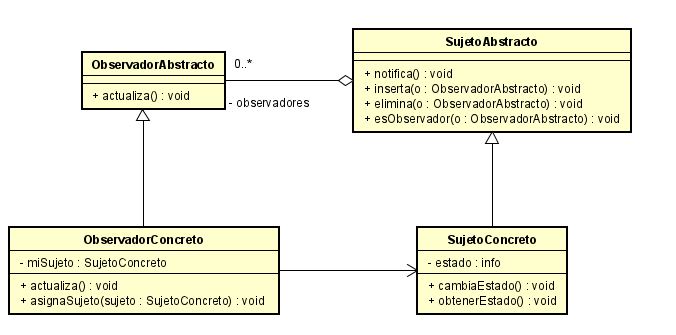 ObservadorAbstracto
+ actualiza() : void
0..*
- observadores
SujetoAbstracto
+ notifica() : void
+ inserta(o : ObservadorAbstracto) : void
+ elimina(o : ObservadorAbstracto) : void
+ esObservador(o : ObservadorAbstracto) : void
ObservadorConcreto
- miSujeto : SujetoConcreto
+ actualiza() : void
+ asignaSujeto(sujeto : SujetoConcreto) : void
SujetoConcreto
- estado : info
+ cambiaEstado() : void
+ obtenerEstado() : void